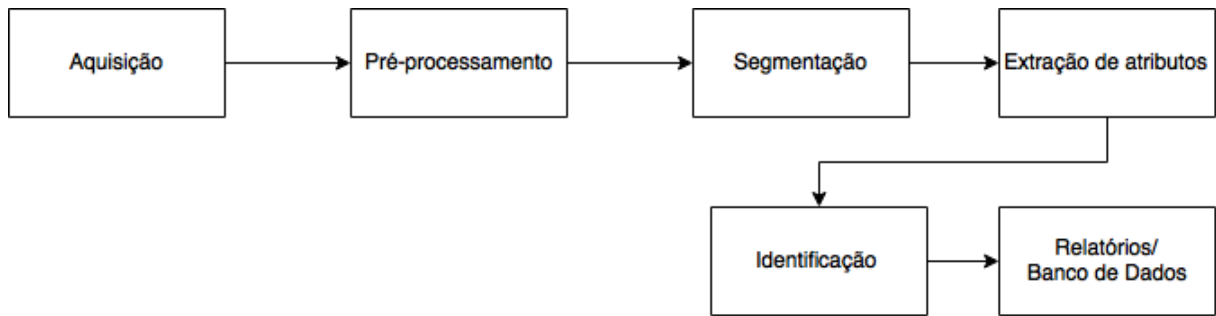 Aquisição
Pré-processamento
Segmentação
Extração de atributos
Identificação
Relatórios/
Banco de Dados